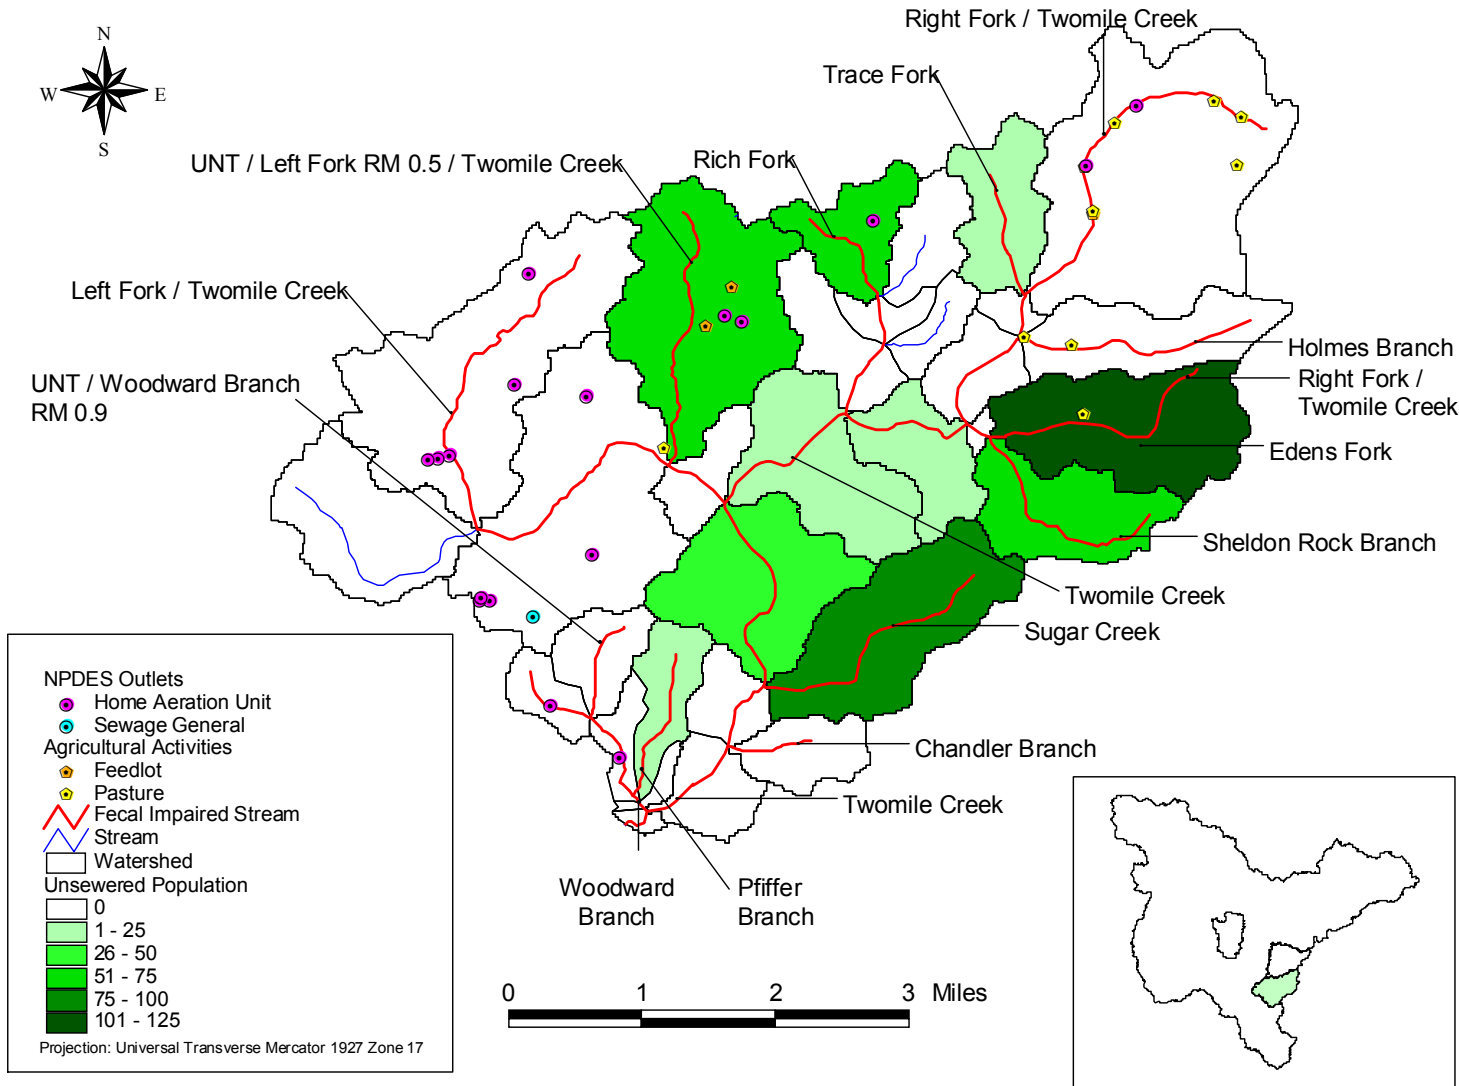 Right Fork / Twomile Creek
Trace Fork
N
W
E
S
UNT / Left Fork RM 0.5 / Twomile Creek
Rich Fork
Left Fork / Twomile Creek
UNT / Woodward Branch
RM 0.9
Holmes Branch
Right Fork /
Twomile Creek
Edens Fork
Sheldon Rock Branch
Twomile Creek
Sugar Creek
Chandler Branch
Twomile Creek
Woodward
Branch
Pfiffer
Branch
NPDES Outlets
Home Aeration Unit
Sewage General
Agricultural Activities
Feedlot
Pasture
Fecal Impaired Stream
Stream
Watershed
Unsewered Population
0
1 - 25
26 - 50
51 - 75
75 - 100
101 - 125
Projection: Universal Transverse Mercator 1927 Zone 17
0 1 2 3 Miles